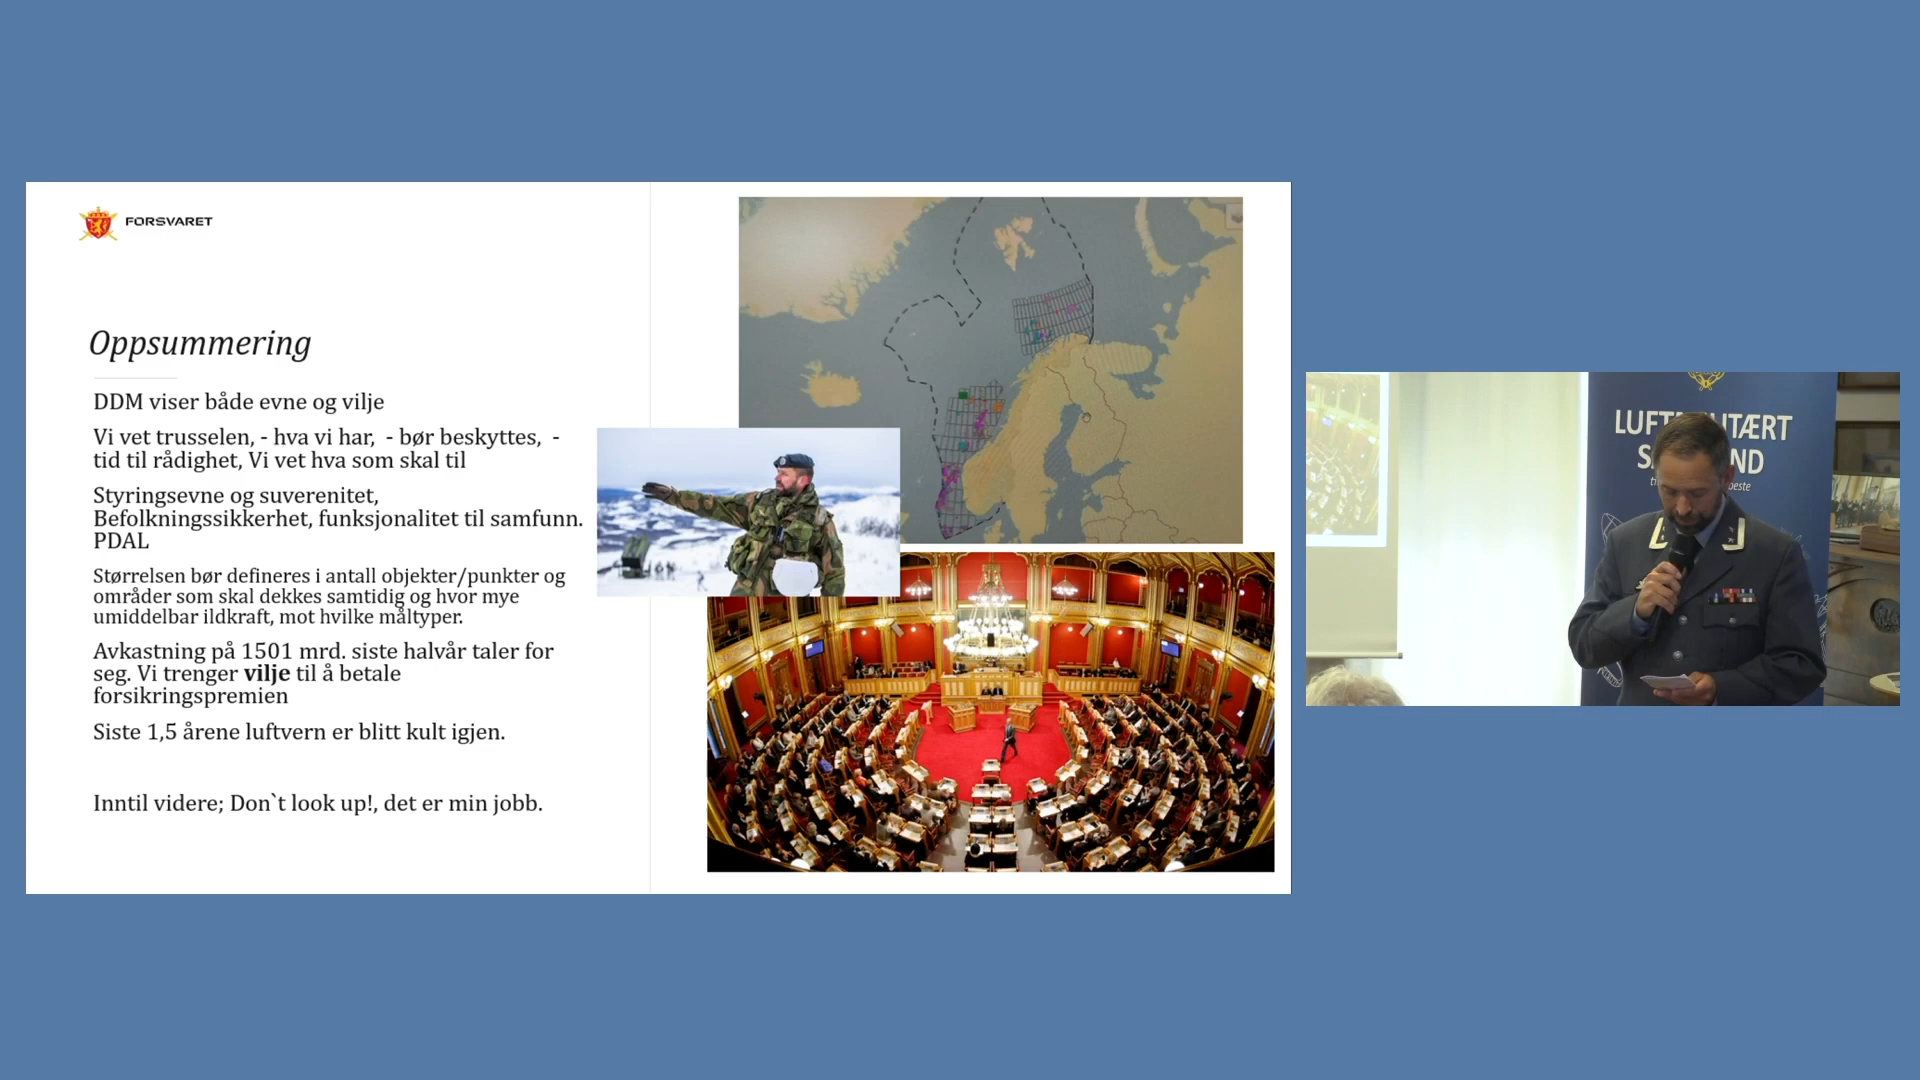 FORSVARET
Oppsummering
DDM viser både evne og vilje
Vi vet trusselen, - hva vi har,  - bør beskyttes,  -
tid til rådighet, Vi vet hva som skal til
Styringsevne og suverenitet,
Befolkningssikkerhet, funksjonalitet til samfunn.
PDAL
Størrelsen bør defineres i antall objekter/punkter og
områder som skal dekkes samtidig og hvor mye
umiddelbar ildkraft, mot hvilke måltyper.
Avkastning på 1501 mrd. siste halvår taler for
seg. Vi trenger vilje til å betale
forsikringspremien
Siste 1,5 årene luftvern er blitt kult igjen.
Inntil videre; Don`t look up!, det er min jobb.